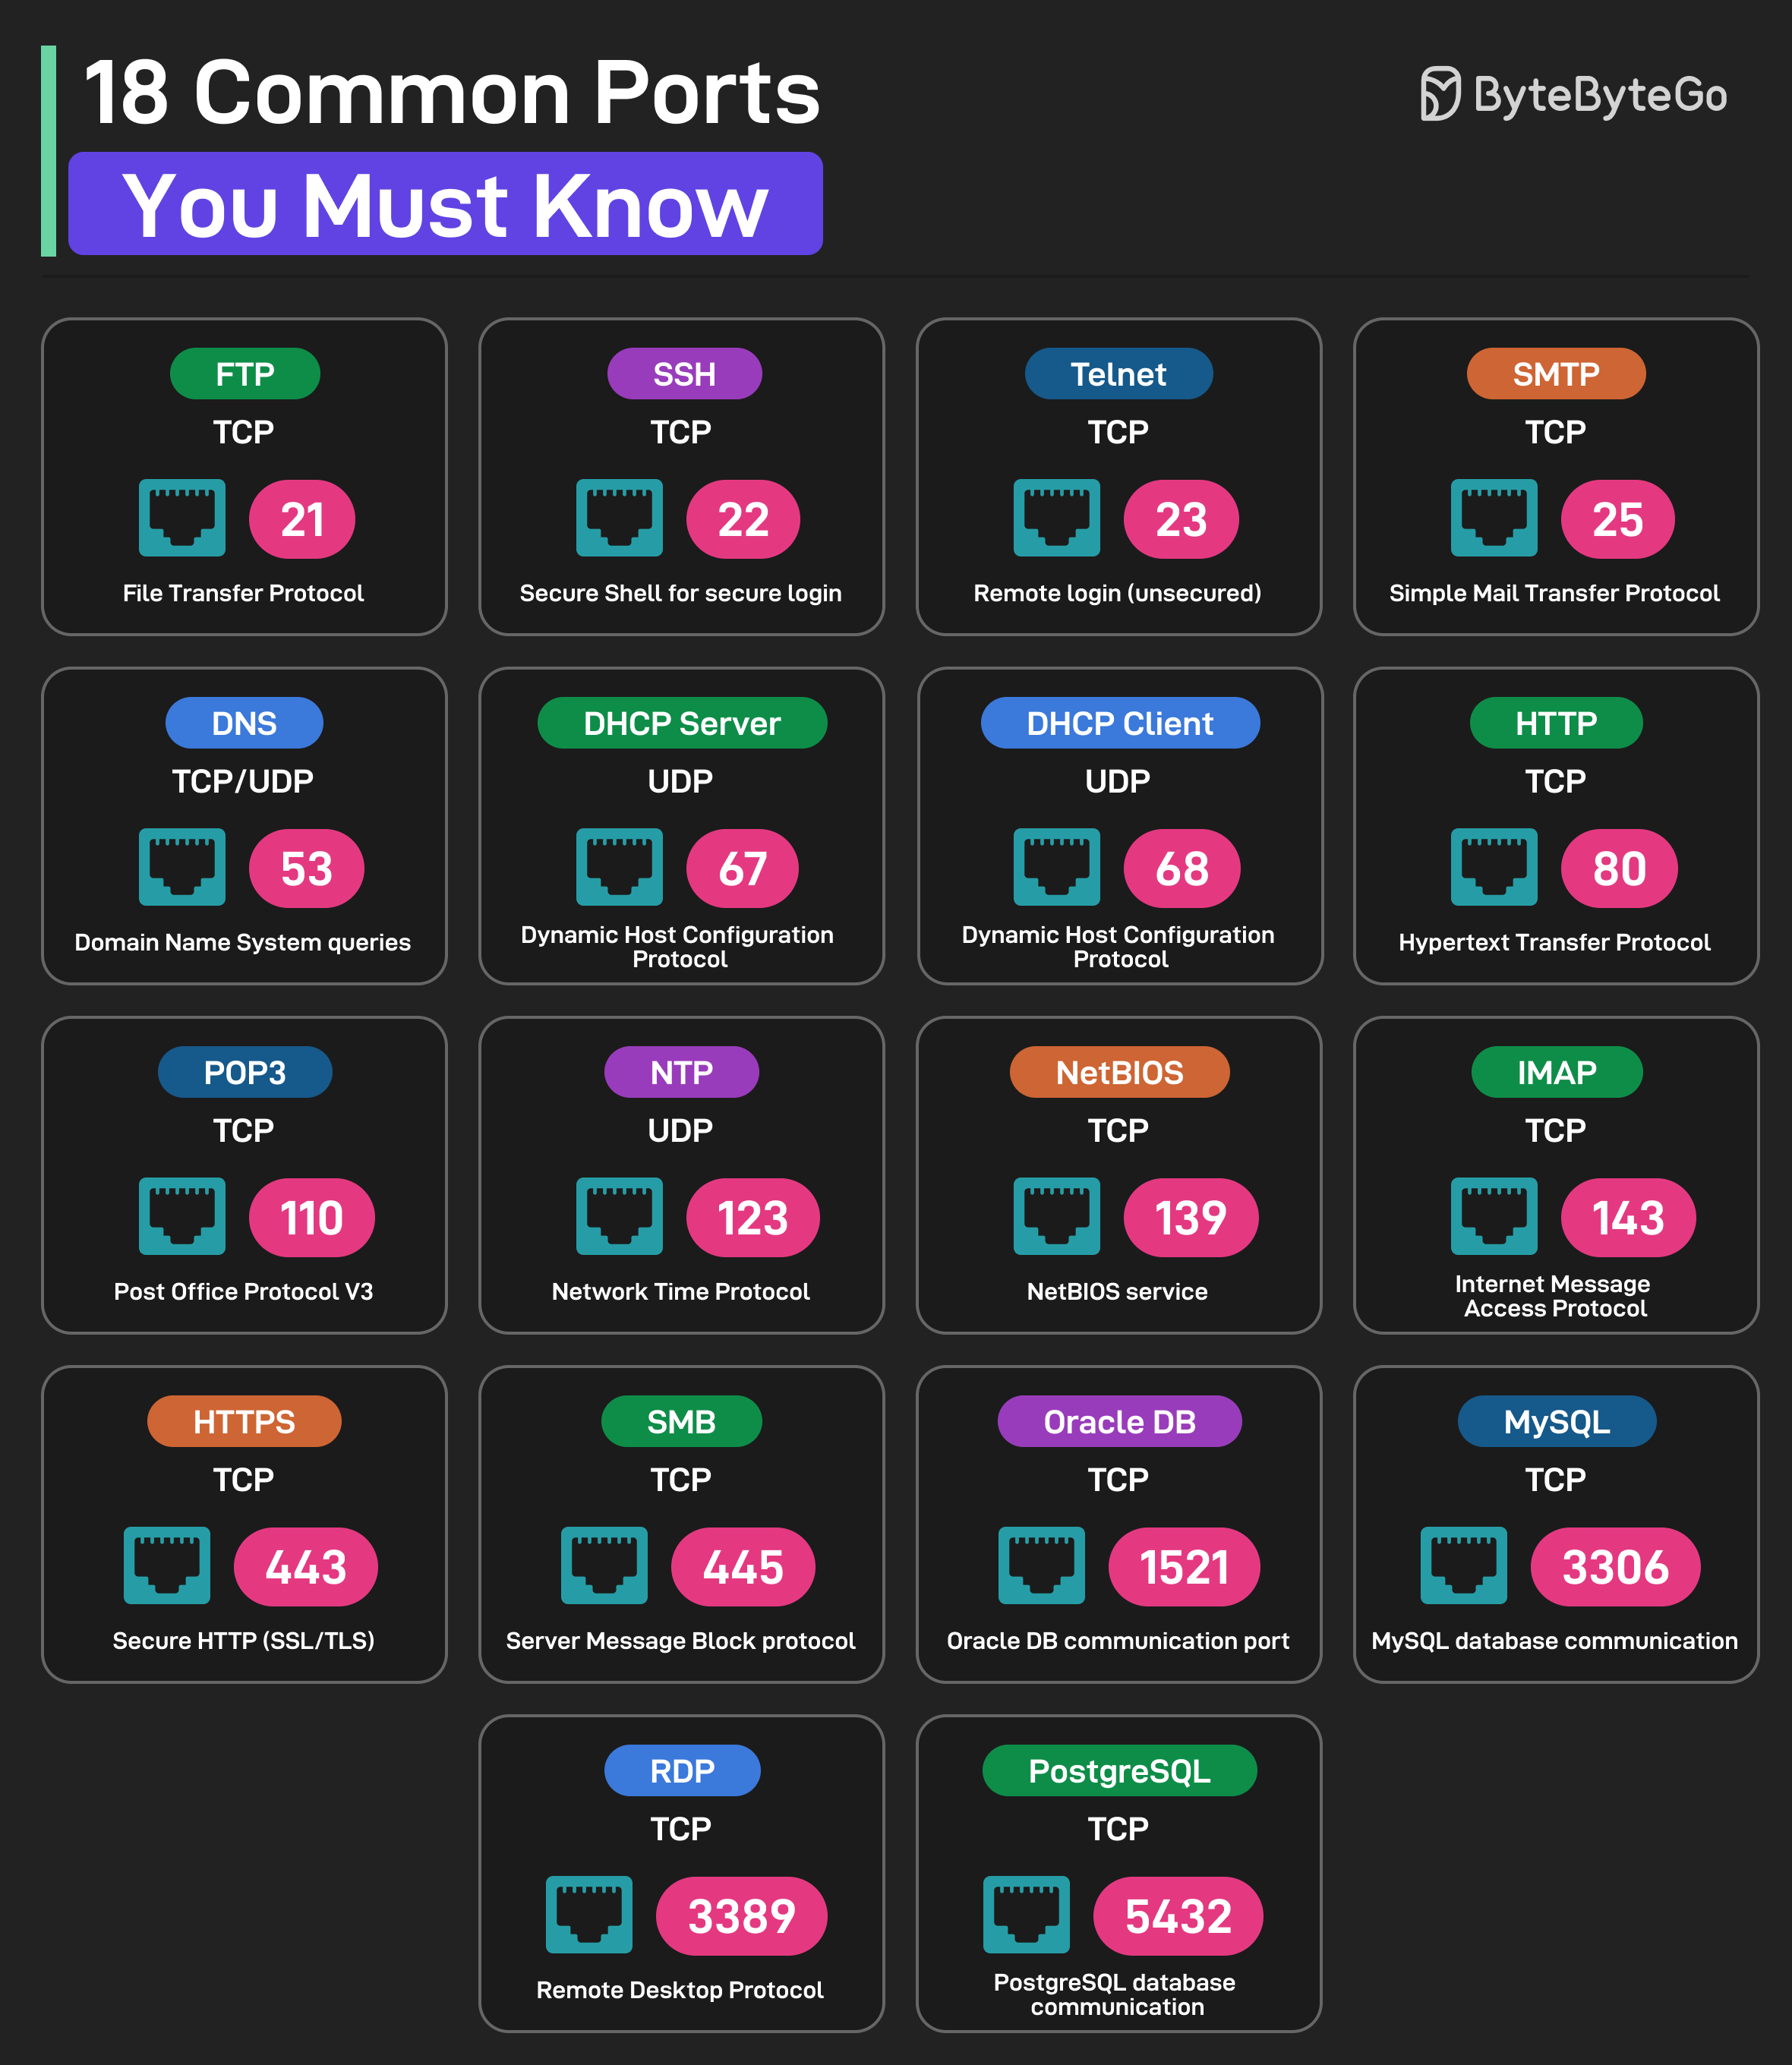 18 Common Ports
You Must Know
ByteByteGo
FTP
TCP
21
File Transfer Protocol
SSH
TCP
22
Secure Shell for secure login
Telnet
TCP
23
Remote login (unsecured)
SMTP
TCP
25
Simple Mail Transfer Protocol
DNS
TCP/UDP
53
Domain Name System queries
DHCP Server
UDP
67
Dynamic Host Configuration
Protocol
DHCP Client
UDP
68
Dynamic Host Configuration
Protocol
HTTP
TCP
80
Hypertext Transfer Protocol
POP3
TCP
110
Post Office Protocol V3
NTP
UDP
123
Network Time Protocol
NetBIOS
TCP
139
NetBIOS service
IMAP
TCP
143
Internet Message
Access Protocol
HTTPS
TCP
443
Secure HTTP (SSL/TLS)
SMB
TCP
445
Server Message Block protocol
Oracle DB
TCP
1521
Oracle DB communication port
MySQL
TCP
3306
MySQL database communication
RDP
TCP
3389
Remote Desktop Protocol
PostgreSQL
TCP
5432
PostgreSQL database
communication